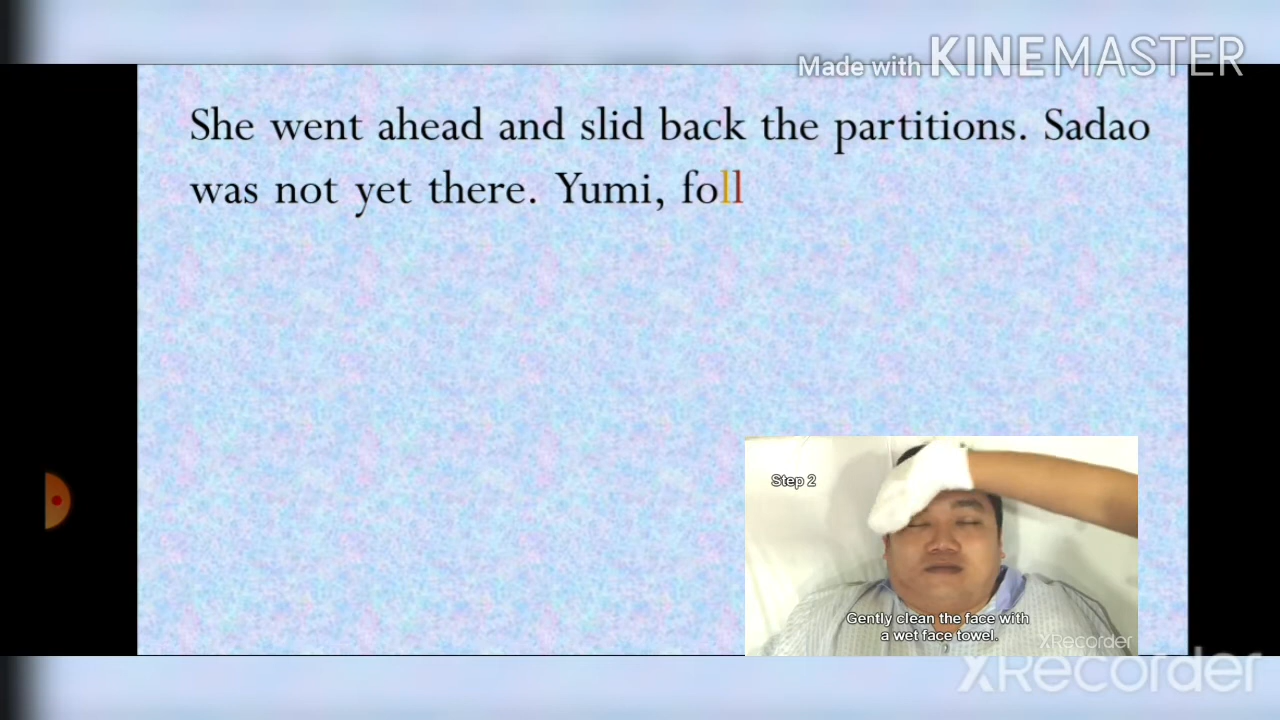 Made with KINEMASTER
She went ahead and slid back the partitions. Sadao
was not yet there. Yumi, foll
Step 2
Gently clean the face with
a wet face towel.
XRecorder
XRecorder